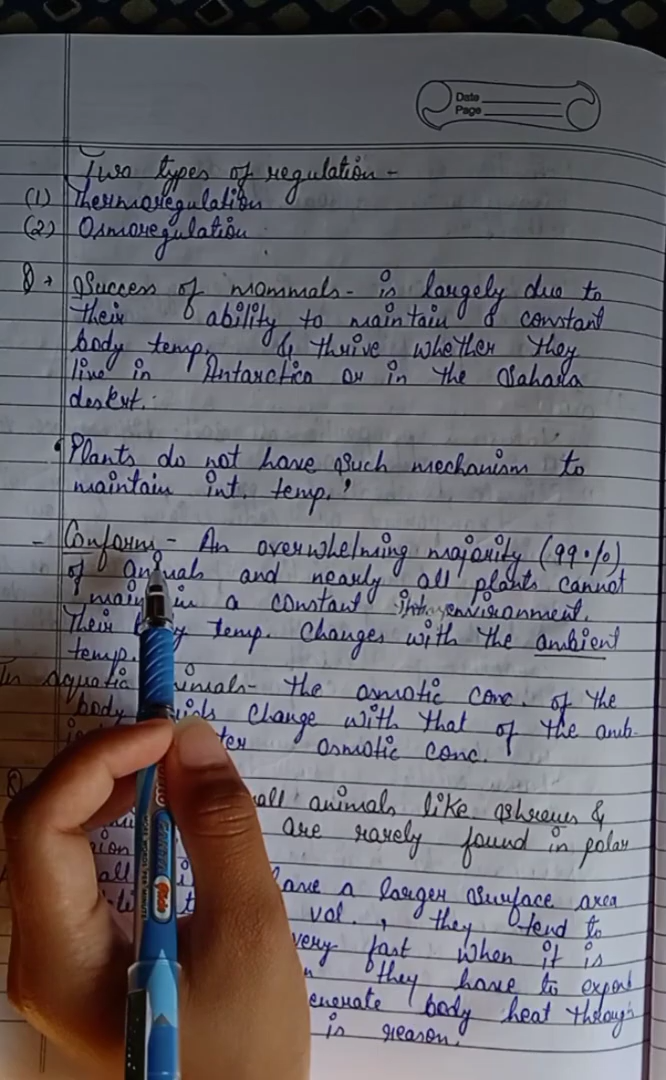 Date
Page
Two types of regulation -
(1) Thermoregulation
(2) Osmoregulation
Success of mammals - is largely due to
their ability to maintain a constant
body temp. & thrive whether they
live in Antarctica or in the Sahara
desert.
Plants do not have such mechanism to
maintain int. temp.
- Conform - An overwhelming majority (99%)
of animals and nearly all plants cannot
maintain a constant environment.
Their temp. changes with the ambient
temp.
In aquatic animals - the osmotic conc. of the
body change with that of the amb-
osmotic conc.
all animals like shrews &
are rarely found in polar
have a larger surface area
vol., they tend to
very fast when it is
they have to expend
body heat through
is reason.